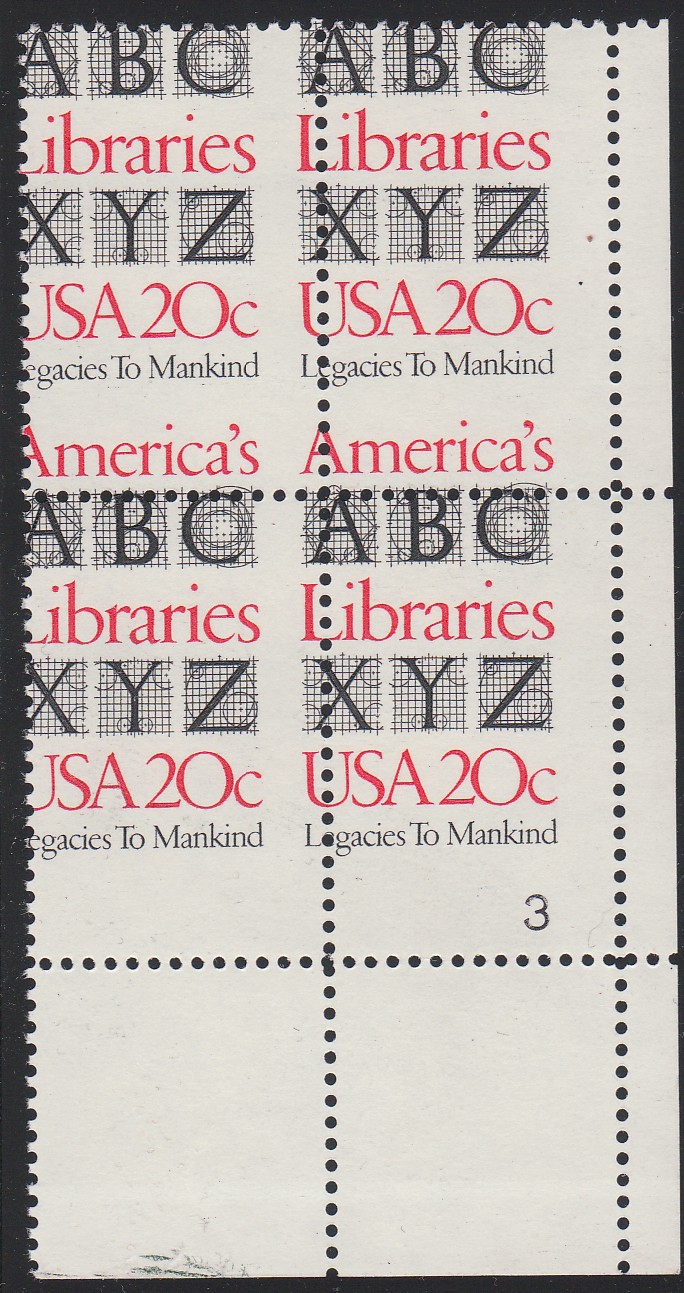 ABC ABC
Libraries Libraries
XYZ XYZ
USA 20c USA 20c
egacies To Mankind Legacies To Mankind
America's America's
ABC ABC
Libraries Libraries
XYZ XYZ
USA 20c USA 20c
egacies To Mankind Legacies To Mankind
3